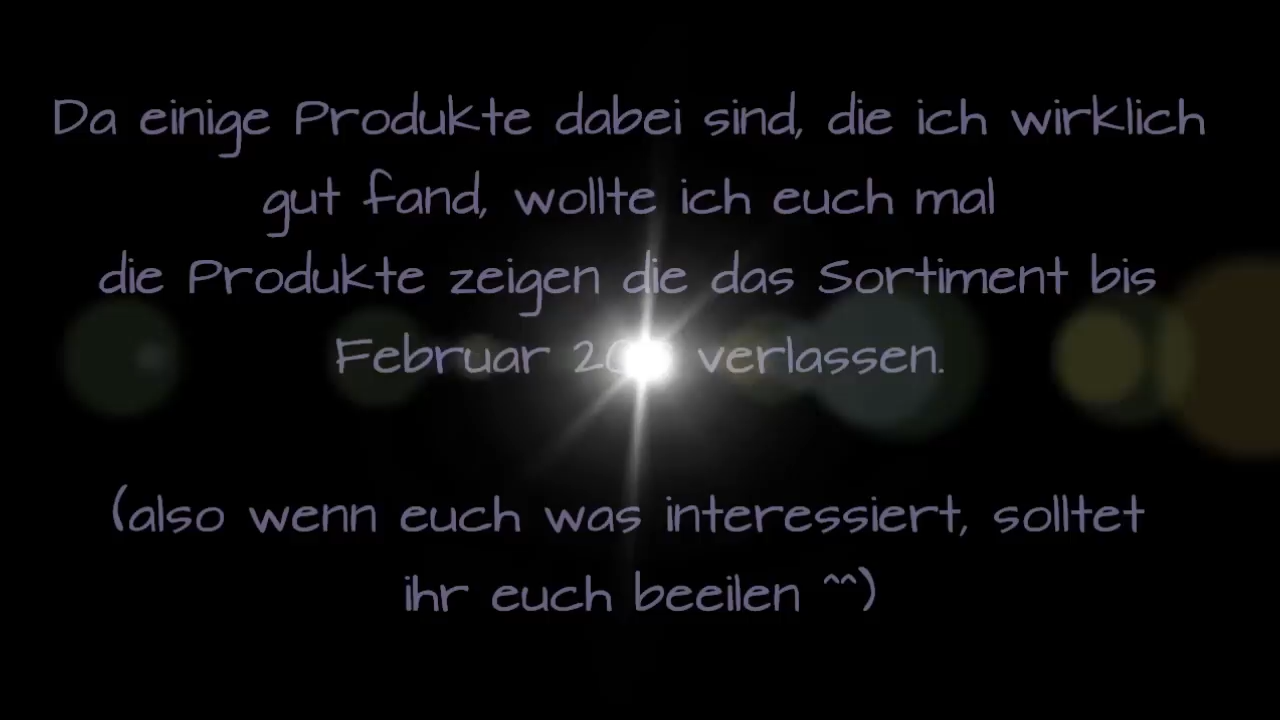 Da einige Produkte dabei sind, die ich wirklich
gut fand, wollte ich euch mal
die Produkte zeigen die das Sortiment bis
Februar verlassen.
(also wenn euch was interessiert, solltet
ihr euch beeilen ^^)